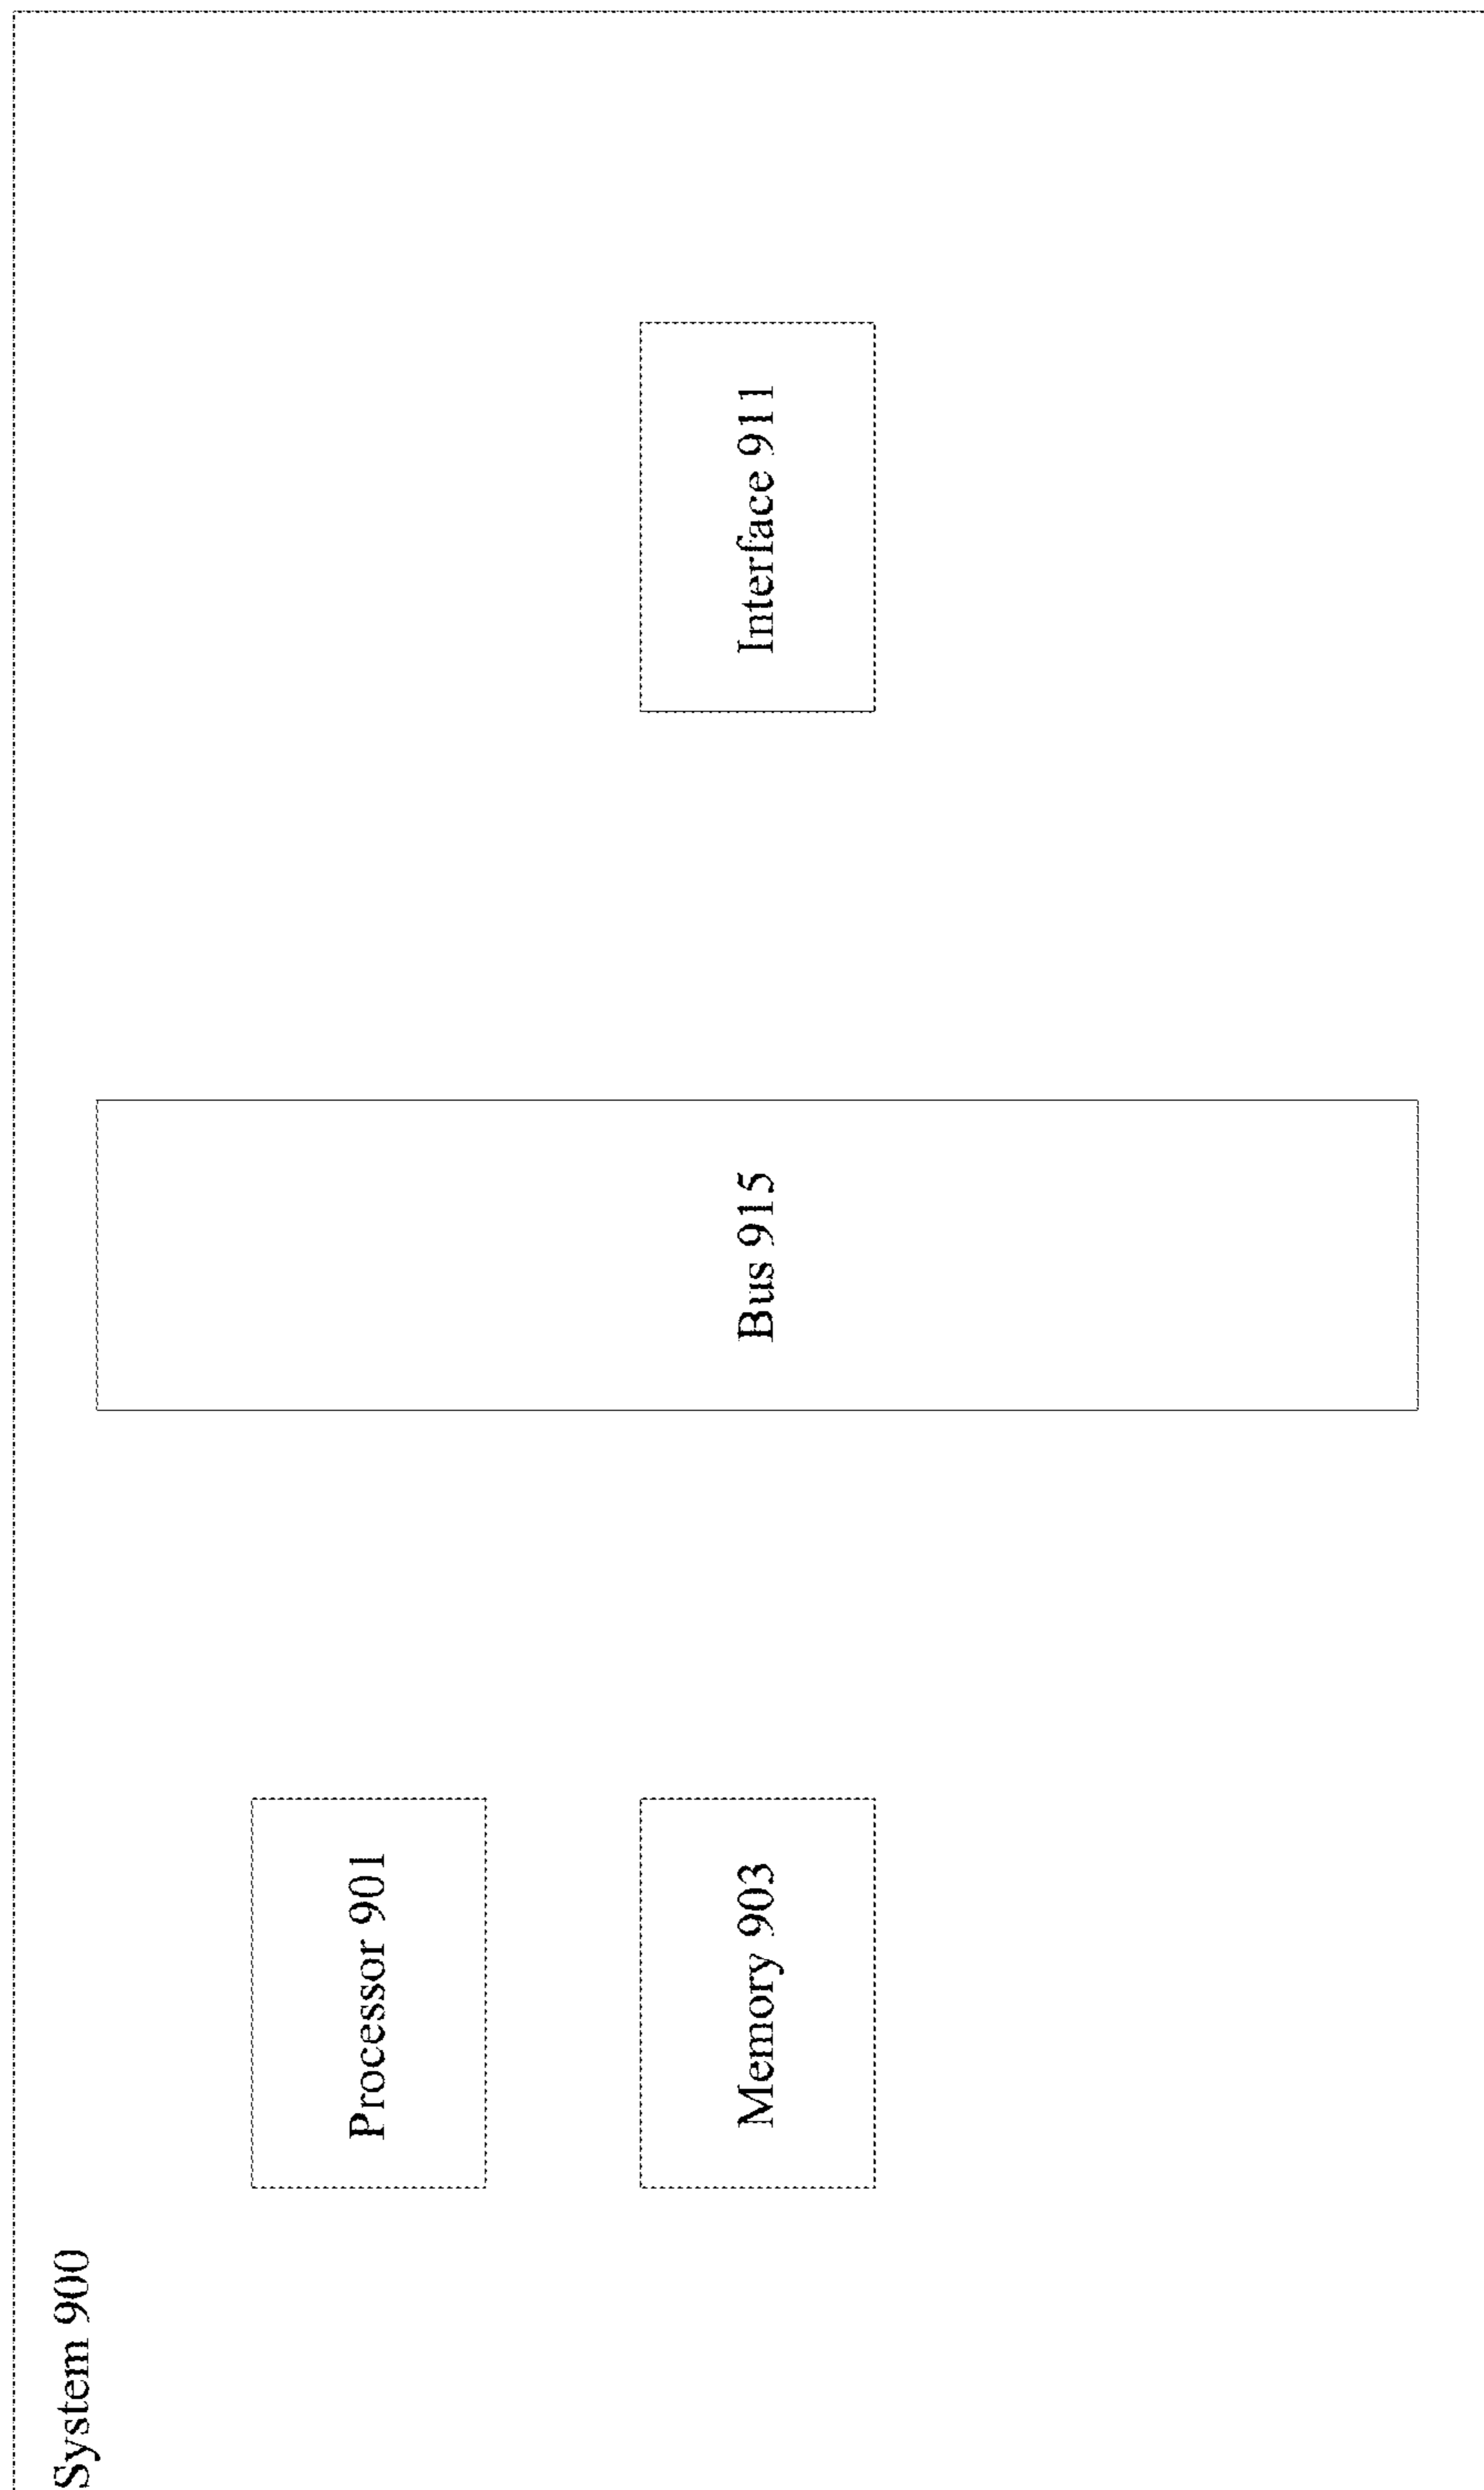 System 900
Processor 901
Memory 903
Bus 915
Interface 911